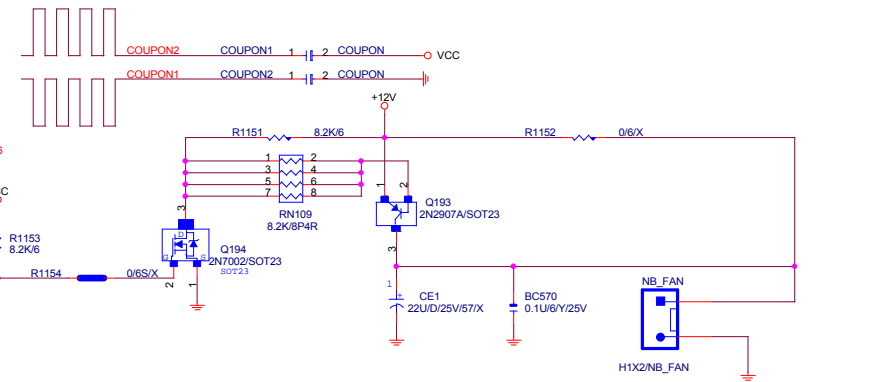 COUPON2 COUPON1 1 2 COUPON VCC
COUPON1 COUPON2 1 2 COUPON
+12V
R1151 8.2K/6 R1152 0/6/X
6
1 2
3 4
5 6
7 8
C
RN109
8.2K/8P4R
1 2
Q193
2N2907A/SOT23
3
3
R1153
8.2K/6
D
G S
Q194
2N7002/SOT23
SOT23
R1154 0/6S/X
2 1
3
1
+
CE1
22U/D/25V/57/X
BC570
0.1U/6/Y/25V
NB_FAN
H1X2/NB_FAN